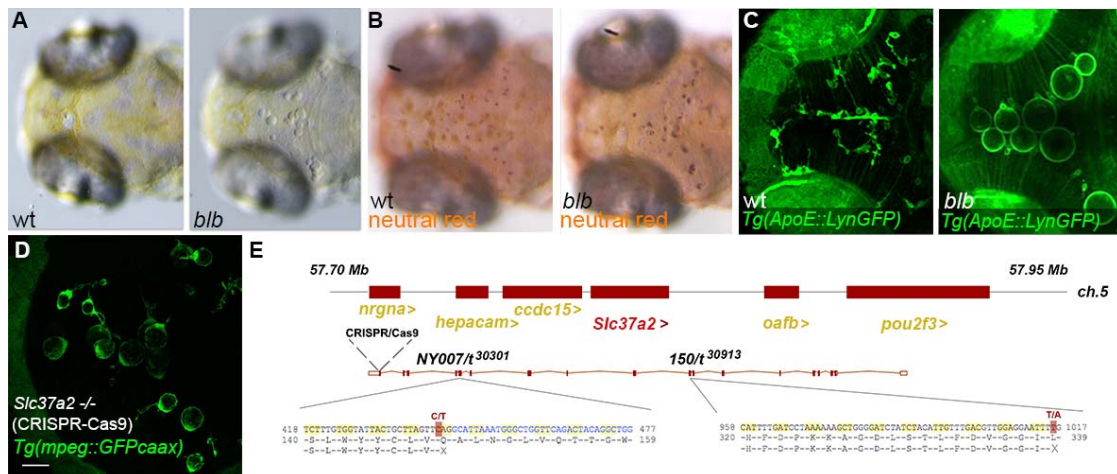 A
wt
blb
B
wt
neutral red
blb
neutral red
C
wt
Tg(ApoE::LynGFP)
blb
Tg(ApoE::LynGFP)
D
Slc37a2 -/-
(CRISPR-Cas9)
Tg(mpeg::GFPcaax)
E
57.70 Mb
57.95 Mb
ch.5
nrgna>
hepacam>
ccdc15>
Slc37a2 >
oafb>
pou2f3>
CRISPR/Cas9
NY007/t30301
150/t30913
C/T
418 TCTTTGTGGTATTACTGCTTAGTTCAGGCATTAAATGGGCTGGTTCAGACTACAGGCTGG 477
140 -S--L--W--Y--Y--C--L--V--Q--A--L--N--G--L--V--Q--T--T--G--W- 159
-S--L--W--Y--Y--C--L--V--X
T/A
958 CATTTTGATCCTAAAAAAGCTGGGGATCTATCTACATTGTTTGACGTTGGAGGAATTTTG 1017
320 -H--F--D--P--K--K--A--G--D--L--S--T--L--F--D--V--G--G--I--L- 339
-H--F--D--P--K--K--A--G--D--L--S--T--L--F--D--V--G--G--I--X